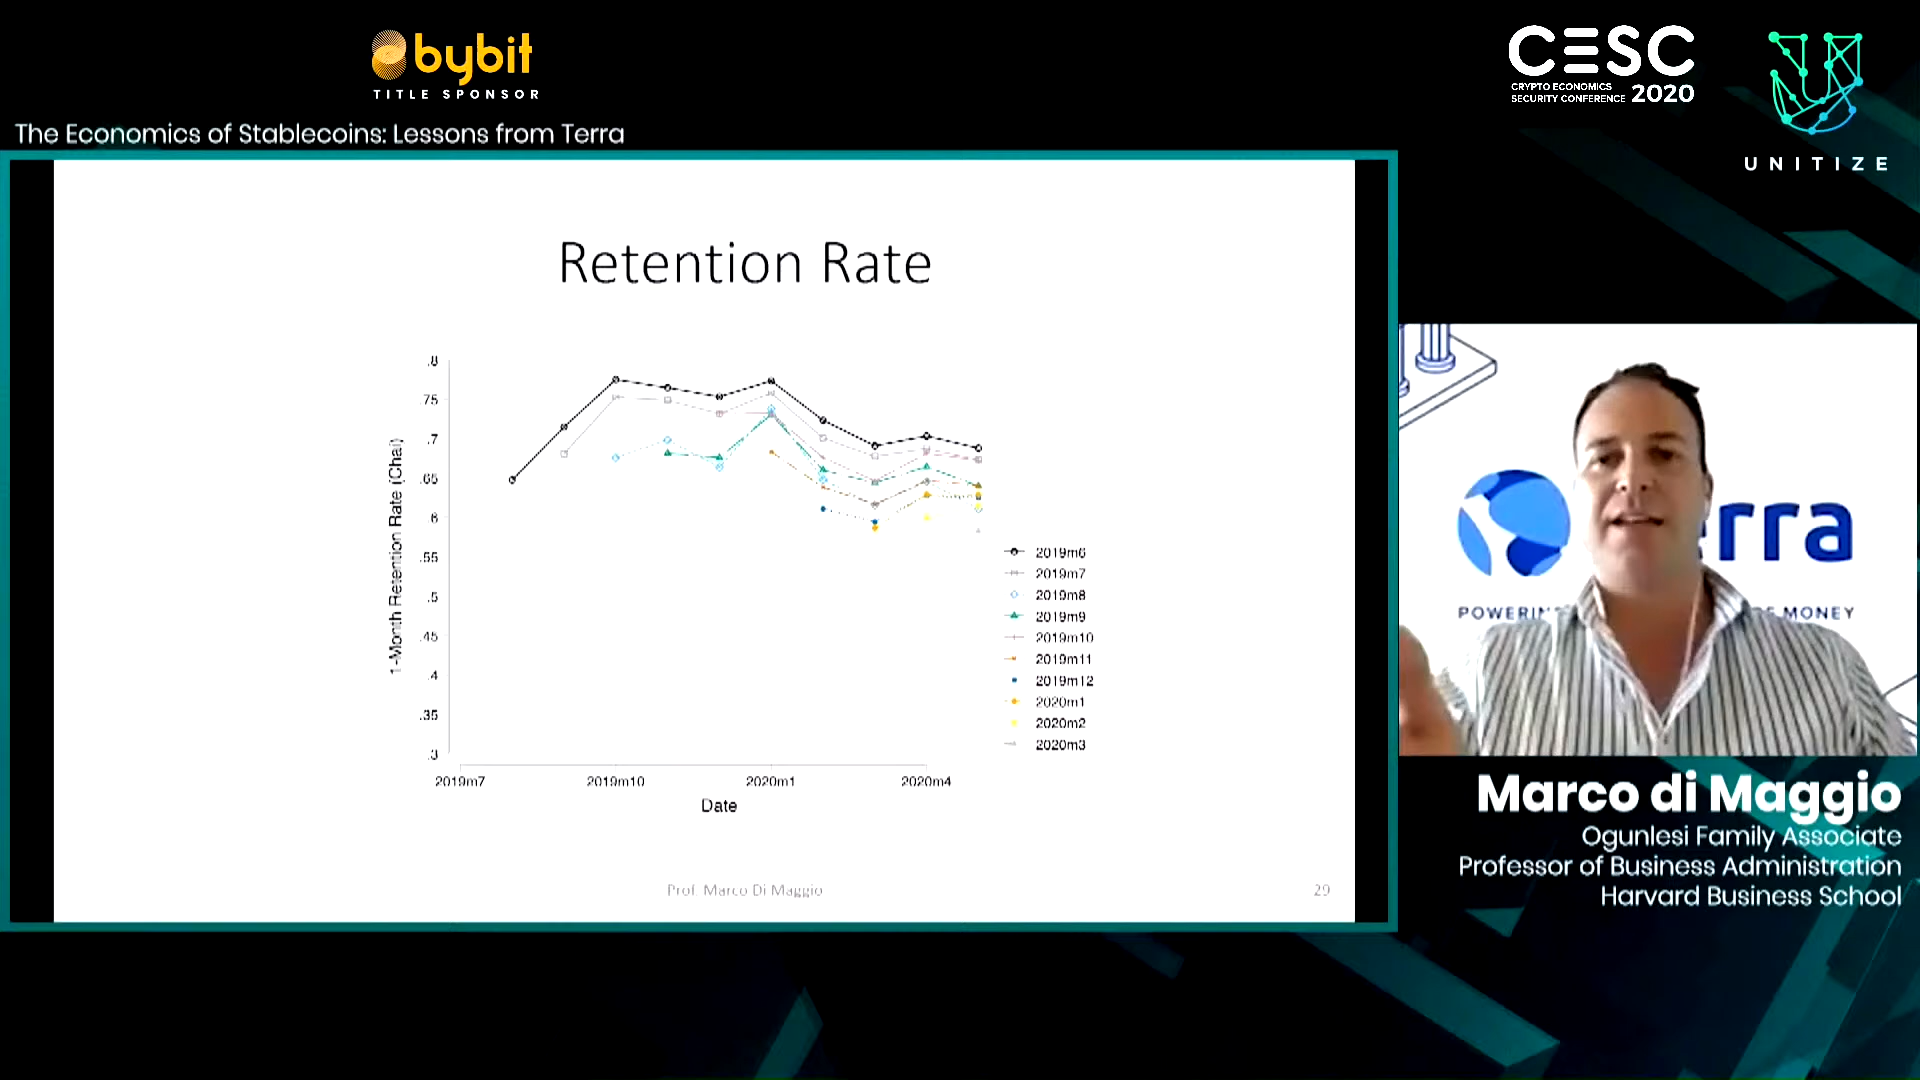 bybit
TITLE SPONSOR
CESC
CRYPTO ECONOMICS
SECURITY CONFERENCE 2020
UNITIZE
The Economics of Stablecoins: Lessons from Terra
Retention Rate
1-Month Retention Rate (Chai)
.8
.75
.7
.65
.6
.55
.5
.45
.4
.35
.3
2019m7
2019m10
2020m1
2020m4
Date
2019m6
2019m7
2019m8
2019m9
2019m10
2019m11
2019m12
2020m1
2020m2
2020m3
Prof. Marco Di Maggio
29
rra
MONEY
Marco di Maggio
Ogunlesi Family Associate
Professor of Business Administration
Harvard Business School